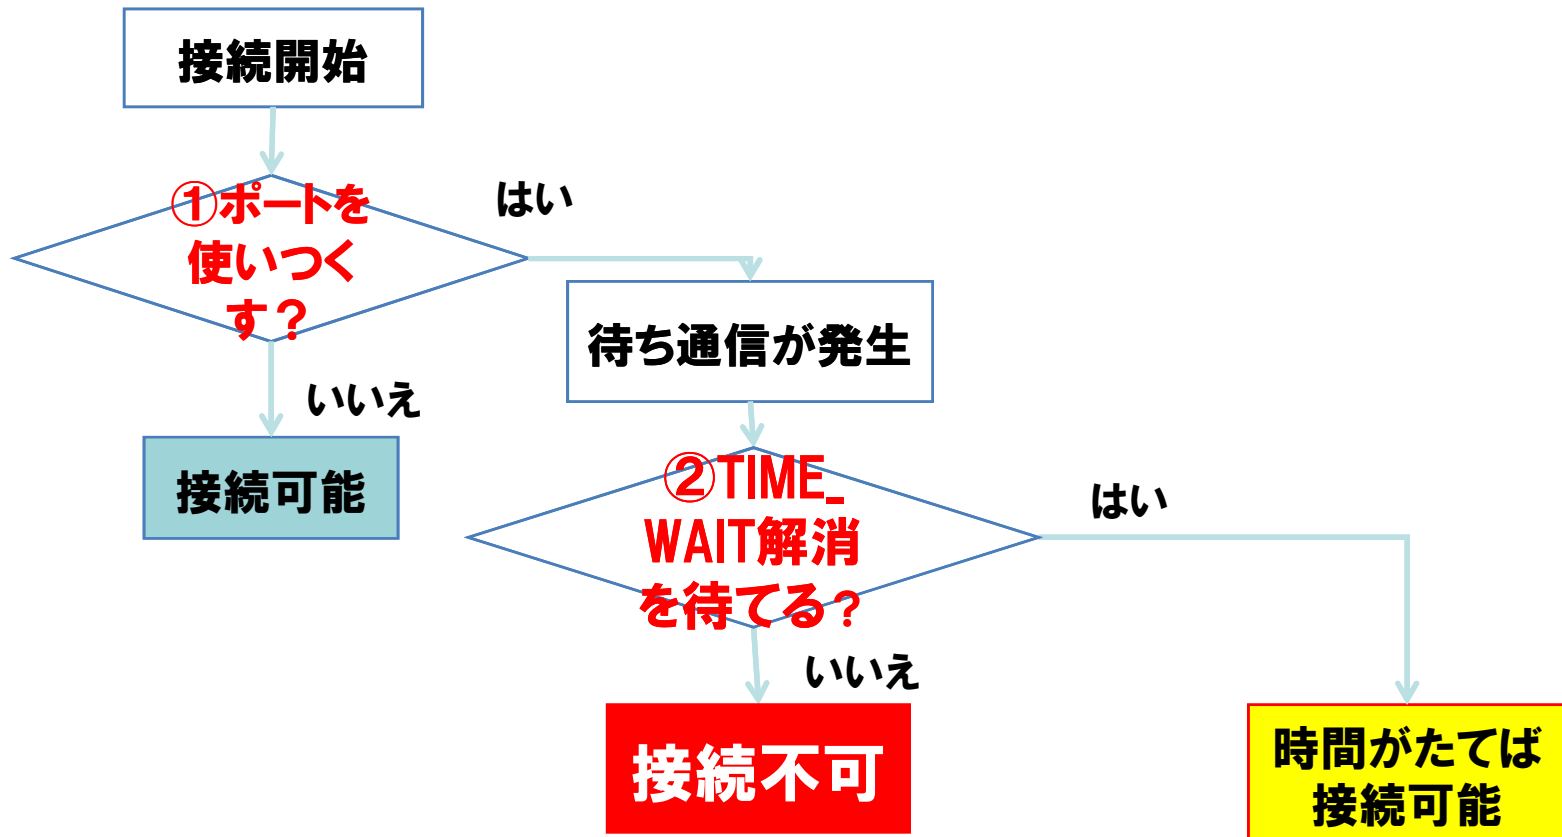 接続開始
①ポートを
使いつく
す？
はい
いいえ
接続可能
待ち通信が発生
②TIME_
WAIT解消
を待てる？
はい
いいえ
接続不可
時間がたてば
接続可能